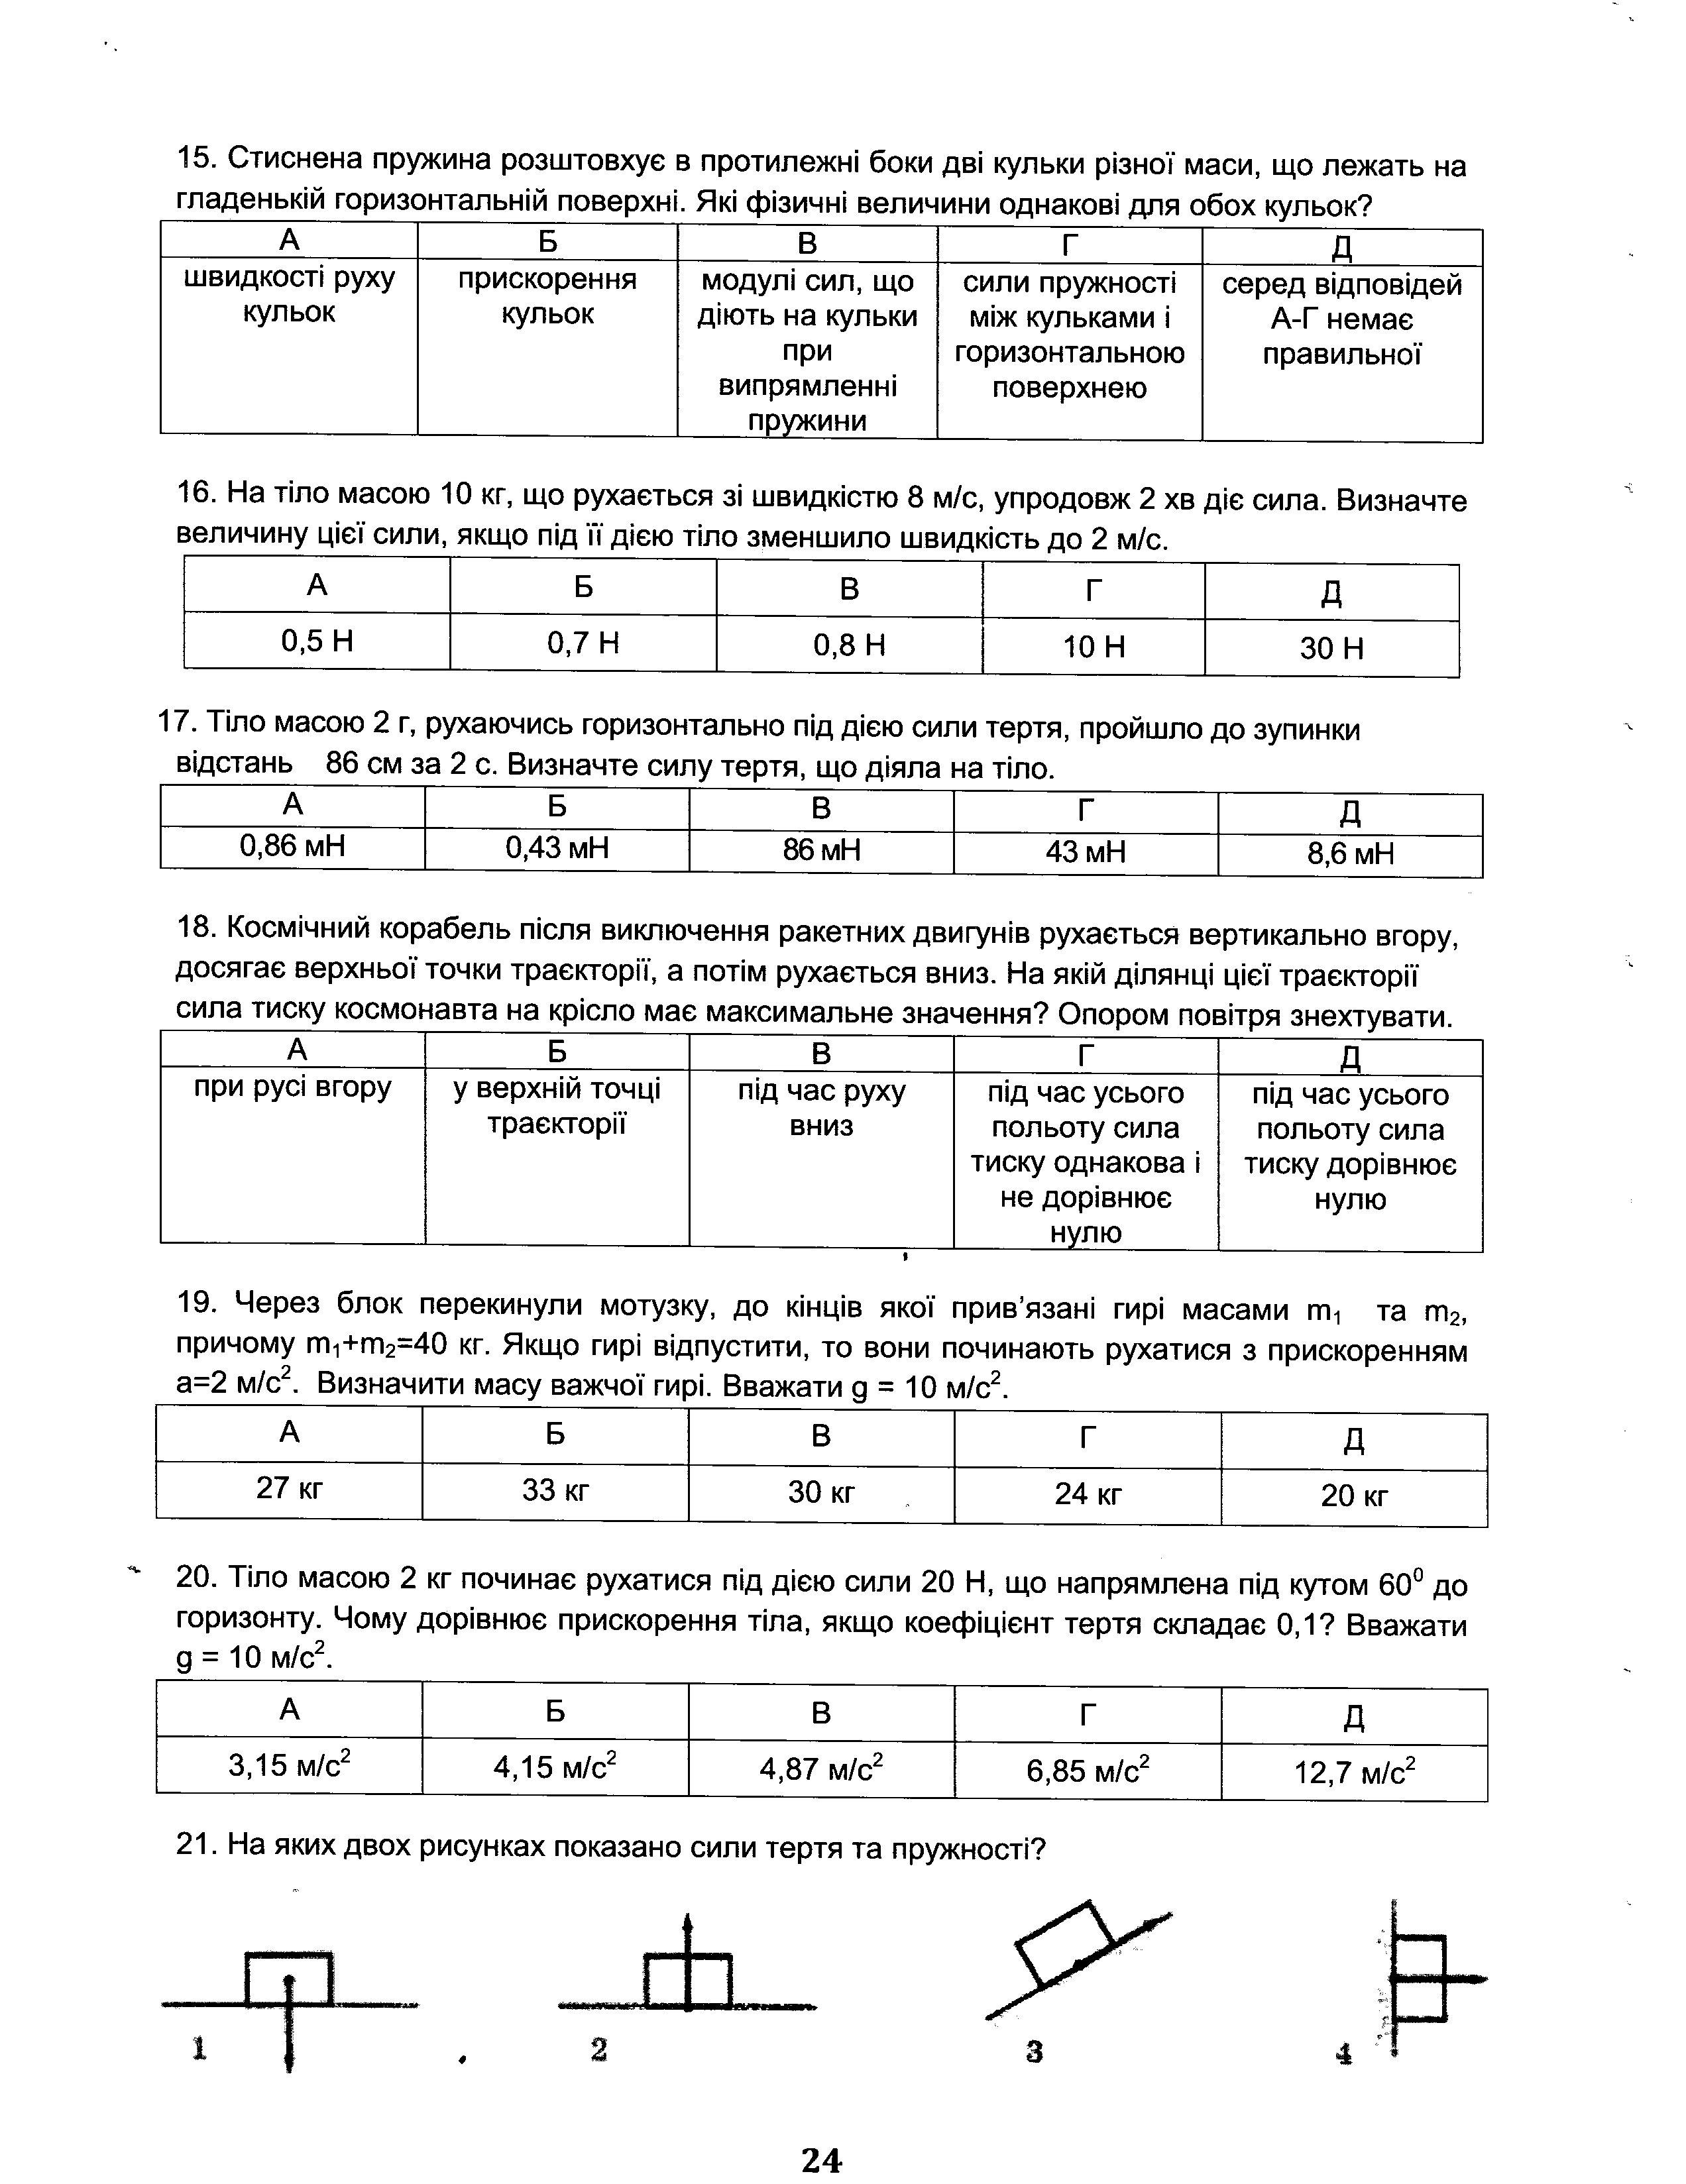 15. Стиснена пружина розштовхує в протилежні боки дві кульки різної маси, що лежать на
гладенькій горизонтальній поверхні. Які фізичні величини однакові для обох кульок?
А Б В Г Д
швидкості руху
кульок
прискорення
кульок
модулі сил, що
діють на кульки
при
випрямленні
пружини
сили пружності
між кульками і
горизонтальною
поверхнею
серед відповідей
А-Г немає
правильної
16. На тіло масою 10 кг, що рухається зі швидкістю 8 м/с, упродовж 2 хв діє сила. Визначте
величину цієї сили, якщо під її дією тіло зменшило швидкість до 2 м/с.
А Б В Г Д
0,5 Н 0,7 Н 0,8 Н 10 Н 30 Н
17. Тіло масою 2 г, рухаючись горизонтально під дією сили тертя, пройшло до зупинки
відстань 86 см за 2 с. Визначте силу тертя, що діяла на тіло.
А Б В Г Д
0,86 мН 0,43 мН 86 мН 43 мН 8,6 мН
18. Космічний корабель після виключення ракетних двигунів рухається вертикально вгору,
досягає верхньої точки траєкторії, а потім рухається вниз. На якій ділянці цієї траєкторії
сила тиску космонавта на крісло має максимальне значення? Опором повітря знехтувати.
А Б В Г Д
при русі вгору
у верхній точці
траєкторії
під час руху
вниз
під час усього
польоту сила
тиску однакова і
не дорівнює
нулю
під час усього
польоту сила
тиску дорівнює
нулю
19. Через блок перекинули мотузку, до кінців якої прив’язані гирі масами m₁ та m₂,
причому m₁+m₂=40 кг. Якщо гирі відпустити, то вони починають рухатися з прискоренням
а=2 м/с². Визначити масу важчої гирі. Вважати g = 10 м/с².
А Б В Г Д
27 кг 33 кг 30 кг 24 кг 20 кг
20. Тіло масою 2 кг починає рухатися під дією сили 20 Н, що напрямлена під кутом 60⁰ до
горизонту. Чому дорівнює прискорення тіла, якщо коефіцієнт тертя складає 0,1? Вважати
g = 10 м/с².
А Б В Г Д
3,15 м/с² 4,15 м/с² 4,87 м/с² 6,85 м/с² 12,7 м/с²
21. На яких двох рисунках показано сили тертя та пружності?
1 2 3 4
24